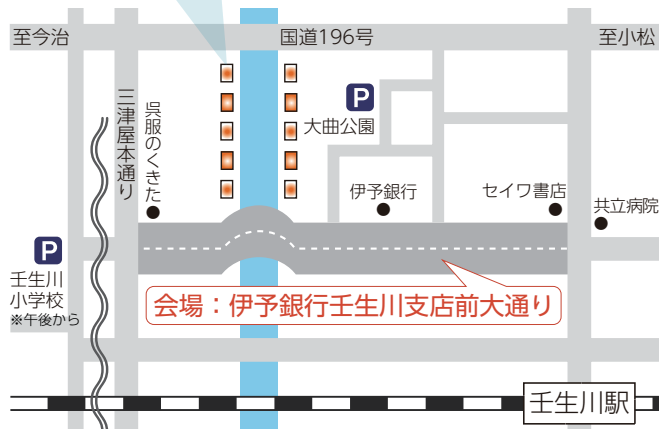 至今治
国道196号
至小松
三津屋本通り
呉服のくきた
P
大曲公園
伊予銀行
セイワ書店
共立病院
P
壬生川
小学校
※午後から
会場：伊予銀行壬生川支店前大通り
壬生川駅